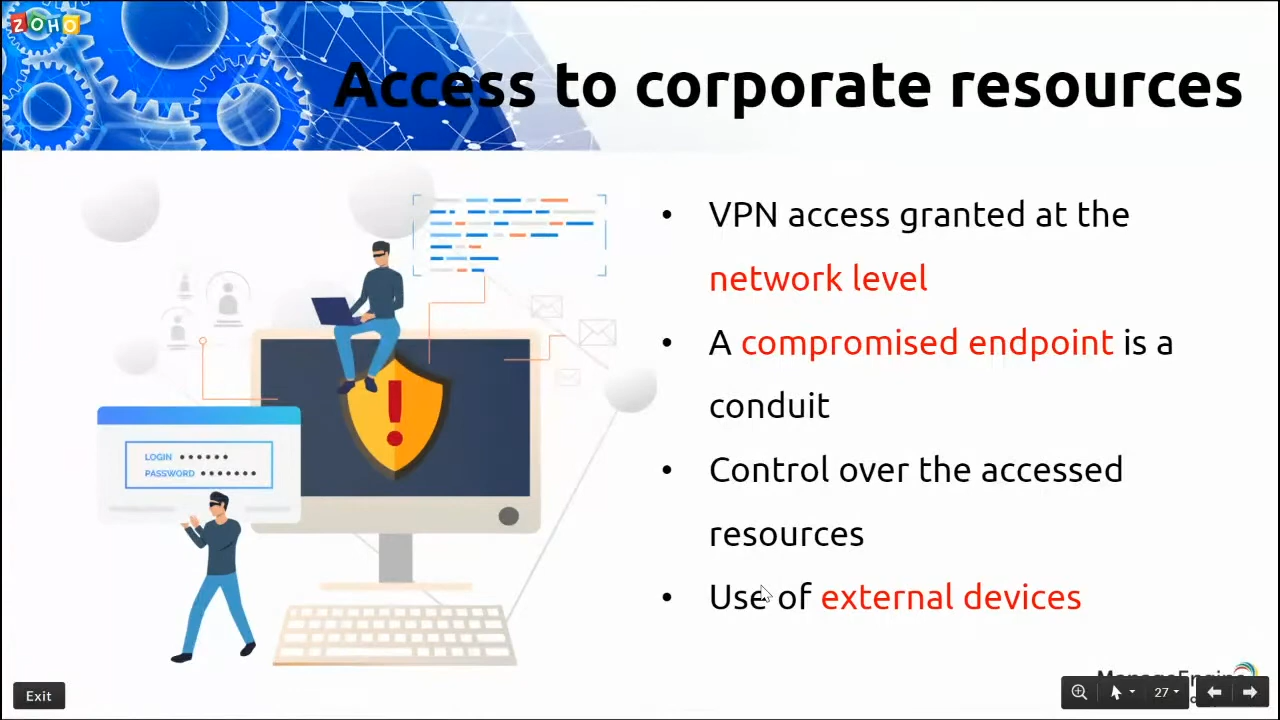 ZOHO
Access to corporate resources
• VPN access granted at the
network level
• A compromised endpoint is a
conduit
• Control over the accessed
resources
• Use of external devices
LOGIN ••••••
PASSWORD •••••••
ManageEngine
Exit
27